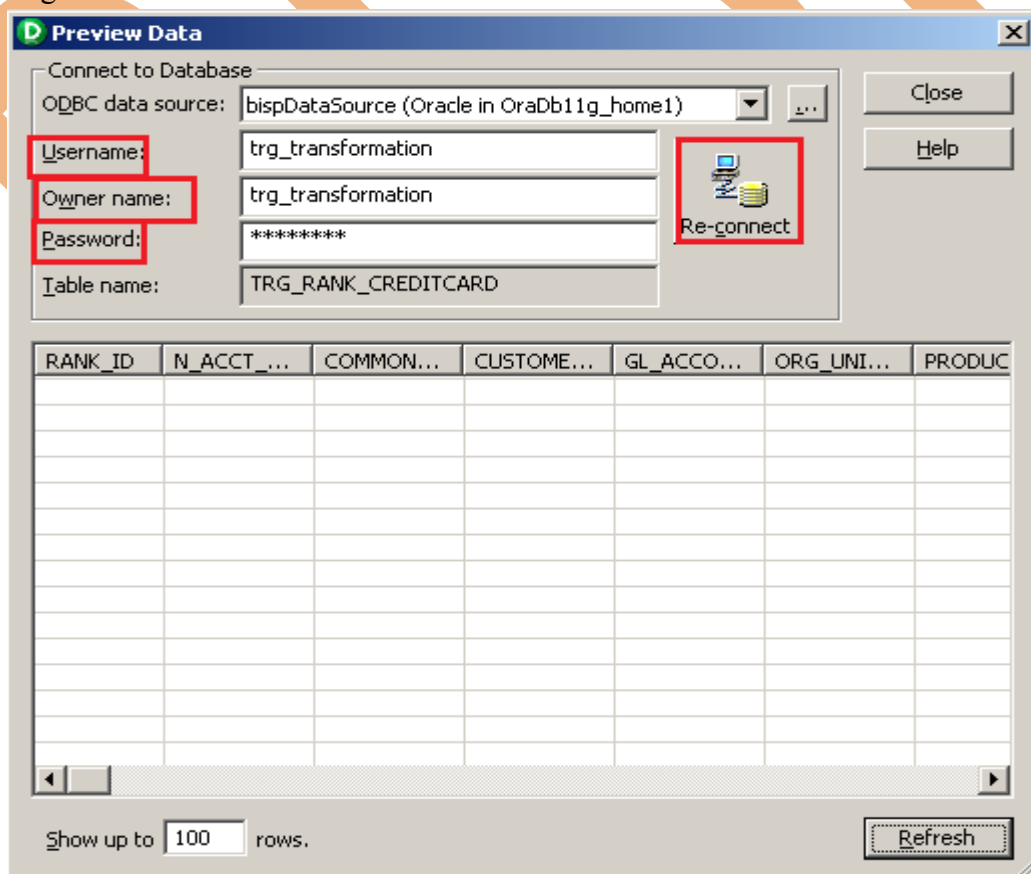 Preview Data
Connect to Database
ODBC data source: bispDataSource (Oracle in OraDb11g_home1) ... Close
Username: trg_transformation Help
Owner name: trg_transformation
Re-connect
Password: ********
Table name: TRG_RANK_CREDITCARD
RANK_ID N_ACCT_... COMMON... CUSTOME... GL_ACCO... ORG_UNI... PRODUC
Show up to 100 rows. Refresh